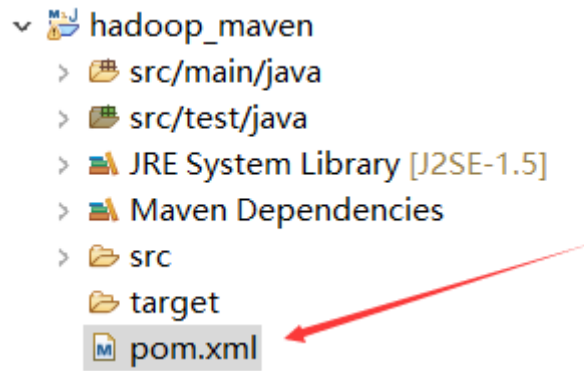 hadoop_maven
src/main/java
src/test/java
JRE System Library [J2SE-1.5]
Maven Dependencies
src
target
pom.xml